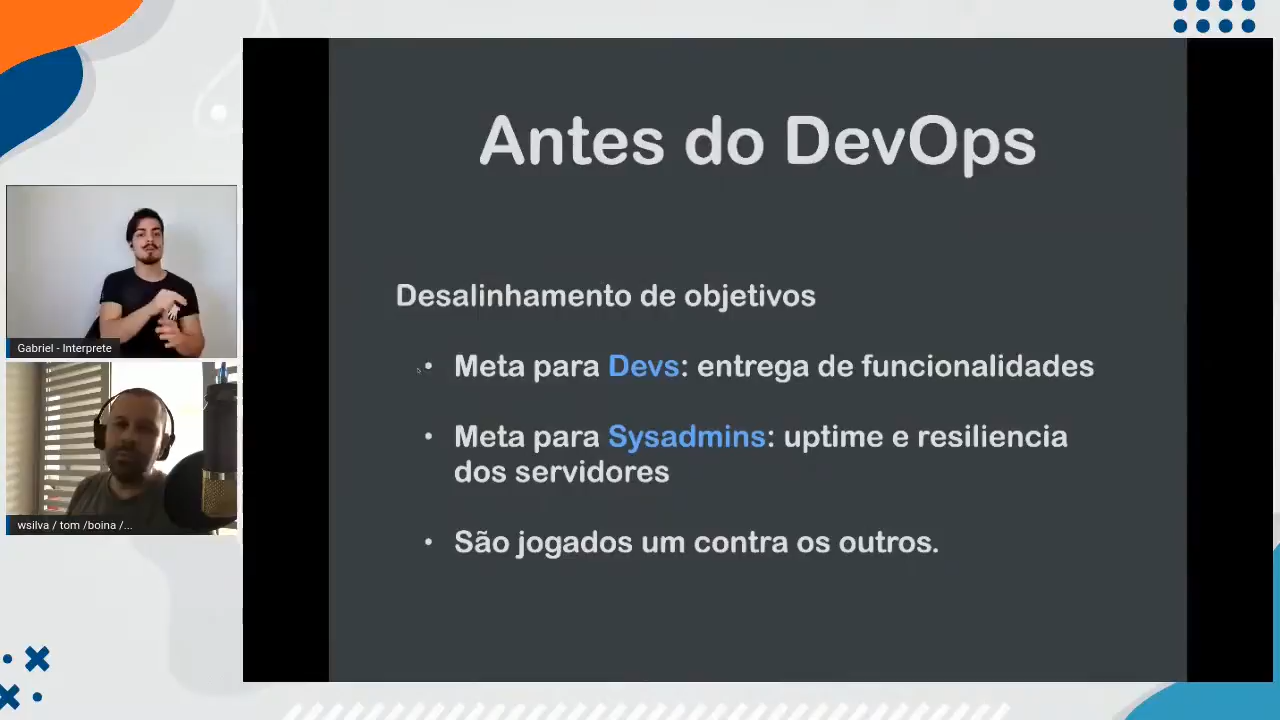 Antes do DevOps
Desalinhamento de objetivos
• Meta para Devs: entrega de funcionalidades
• Meta para Sysadmins: uptime e resiliencia
dos servidores
• São jogados um contra os outros.
Gabriel - Interprete
wsilva / tom /boina /...